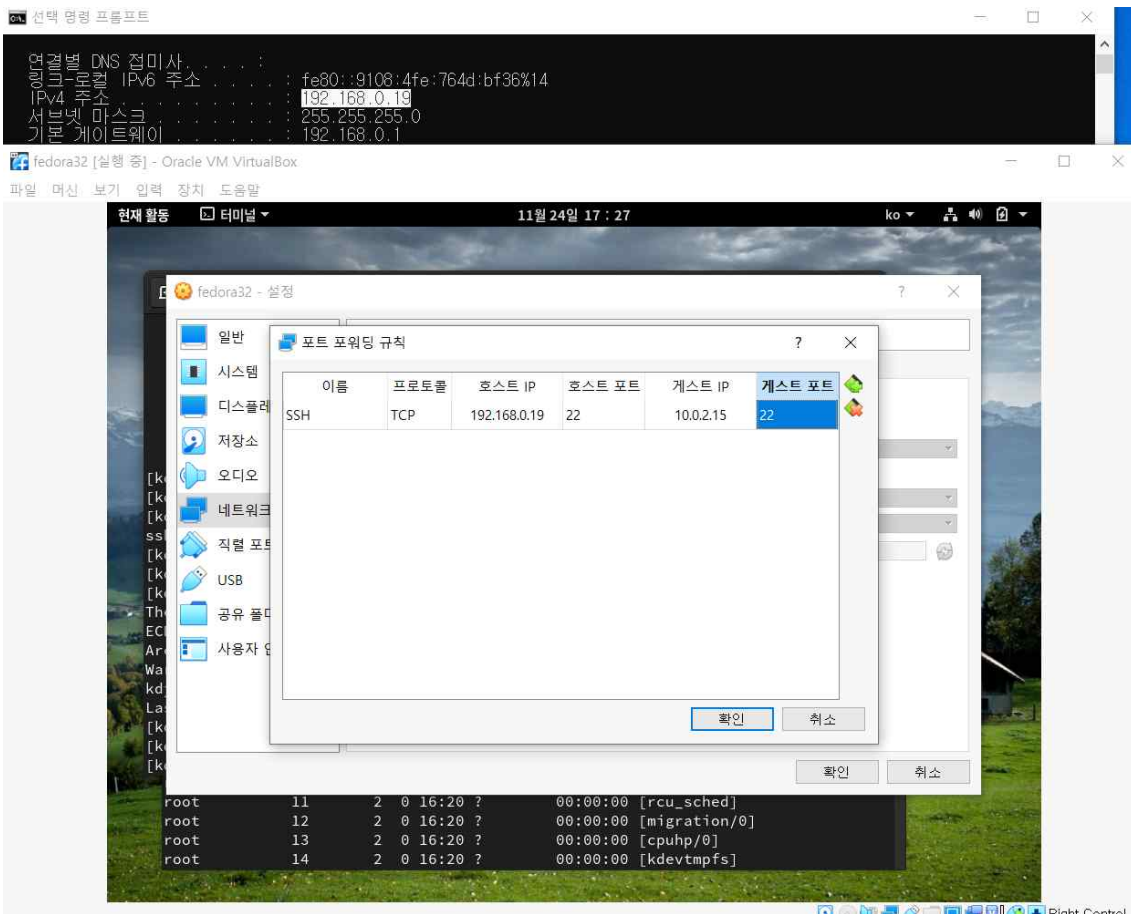 선택 명령 프롬프트
연결별 DNS 접미사. . . . :
링크-로컬 IPv6 주소 . . . . : fe80::9108:4fe:764d:bf36%14
IPv4 주소 . . . . . . . . . : 192.168.0.19
서브넷 마스크 . . . . . . . : 255.255.255.0
기본 게이트웨이 . . . . . . : 192.168.0.1
fedora32 [실행 중] - Oracle VM VirtualBox
파일 머신 보기 입력 장치 도움말
현재 활동 터미널 11월 24일 17 : 27 ko
fedora32 - 설정
일반
시스템
디스플레
저장소
오디오
네트워크
직렬 포트
USB
공유 폴더
사용자 인
포트 포워딩 규칙
이름 프로토콜 호스트 IP 호스트 포트 게스트 IP 게스트 포트
SSH TCP 192.168.0.19 22 10.0.2.15 22
확인 취소
확인 취소
root 11 2 0 16:20 ? 00:00:00 [rcu_sched]
root 12 2 0 16:20 ? 00:00:00 [migration/0]
root 13 2 0 16:20 ? 00:00:00 [cpuhp/0]
root 14 2 0 16:20 ? 00:00:00 [kdevtmpfs]
Right Control